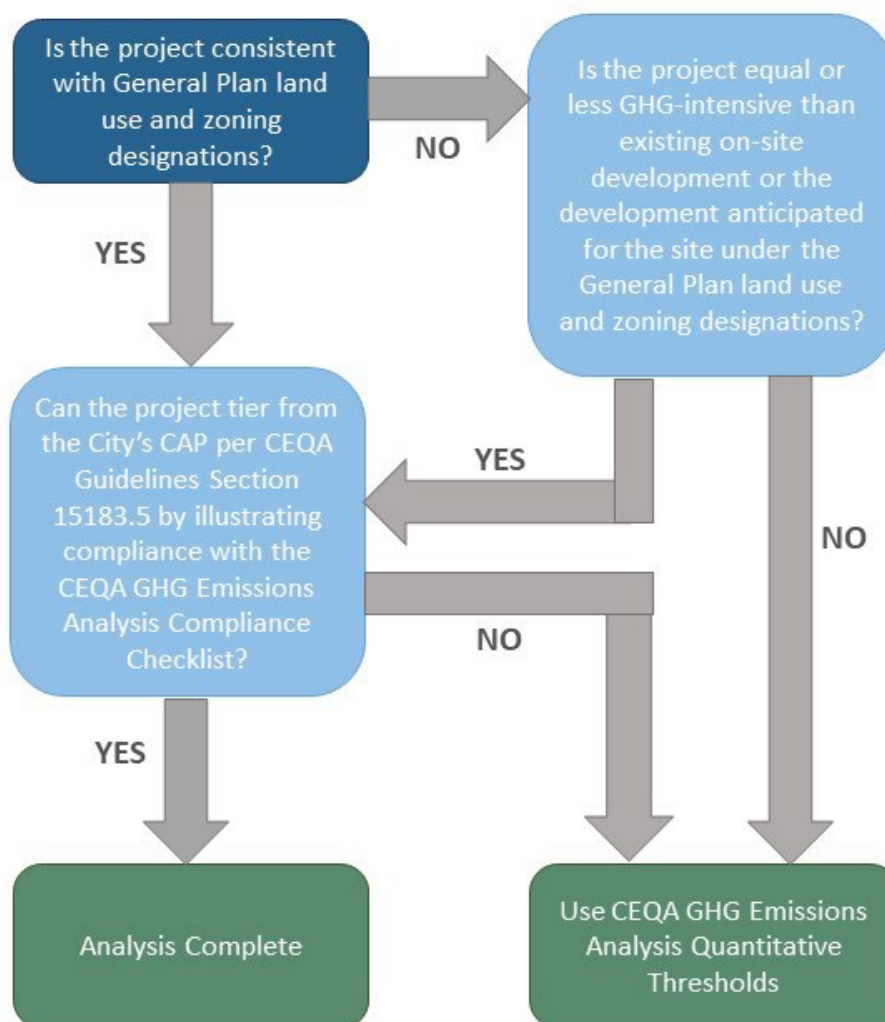 Is the project consistent
with General Plan land
use and zoning
designations?
NO
Is the project equal or
less GHG-intensive than
existing on-site
development or the
development anticipated
for the site under the
General Plan land use
and zoning designations?
YES
Can the project tier from
the City's CAP per CEQA
Guidelines Section
15183.5 by illustrating
compliance with the
CEQA GHG Emissions
Analysis Compliance
Checklist?
YES
NO
NO
YES
Analysis Complete
Use CEQA GHG Emissions
Analysis Quantitative
Thresholds